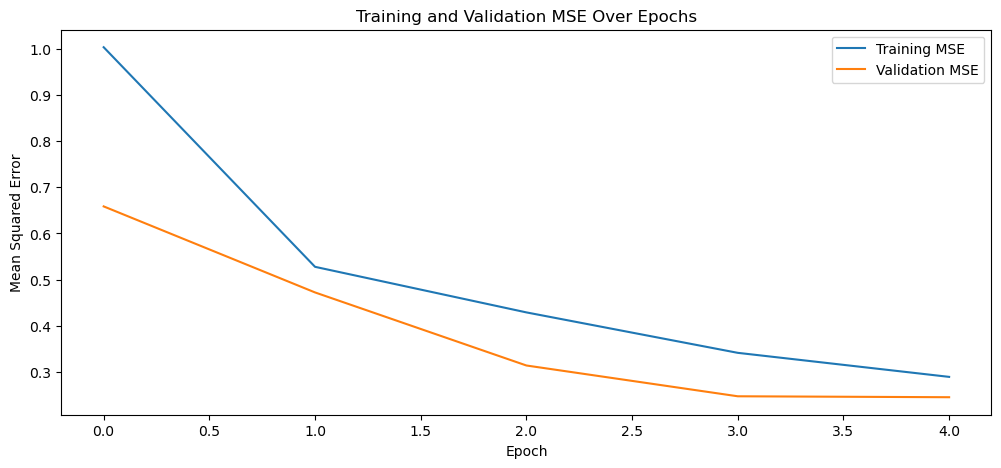 Training and Validation MSE Over Epochs
Training MSE
Validation MSE
Mean Squared Error
1.0
0.9
0.8
0.7
0.6
0.5
0.4
0.3
0.0 0.5 1.0 1.5 2.0 2.5 3.0 3.5 4.0
Epoch